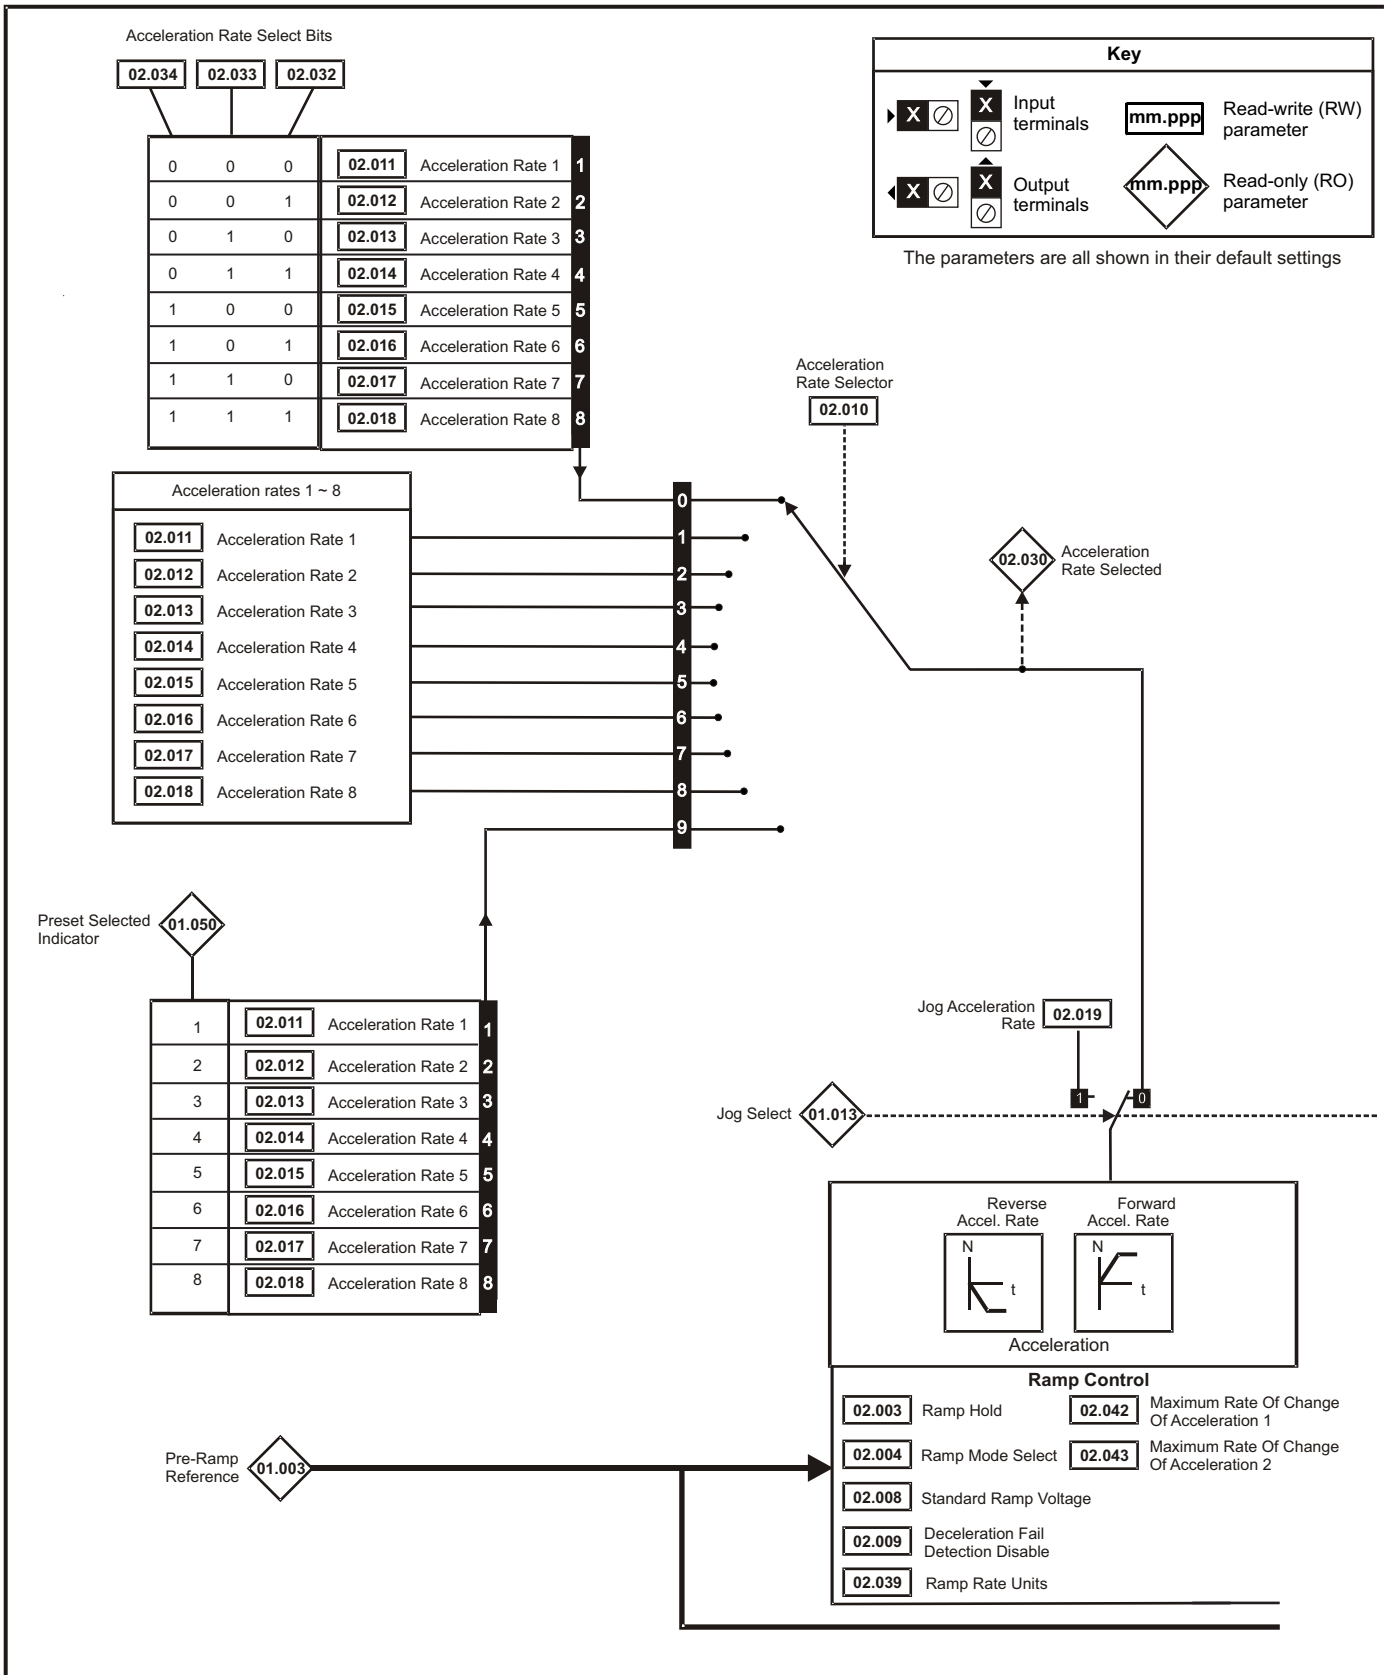 Acceleration Rate Select Bits
02.034 02.033 02.032
0 0 0 02.011 Acceleration Rate 1 1
0 0 1 02.012 Acceleration Rate 2 2
0 1 0 02.013 Acceleration Rate 3 3
0 1 1 02.014 Acceleration Rate 4 4
1 0 0 02.015 Acceleration Rate 5 5
1 0 1 02.016 Acceleration Rate 6 6
1 1 0 02.017 Acceleration Rate 7 7
1 1 1 02.018 Acceleration Rate 8 8
Key
X X Input
terminals
mm.ppp Read-write (RW)
parameter
X X Output
terminals
mm.ppp Read-only (RO)
parameter
The parameters are all shown in their default settings
Acceleration
Rate Selector
02.010
Acceleration rates 1 ~ 8
02.011 Acceleration Rate 1
02.012 Acceleration Rate 2
02.013 Acceleration Rate 3
02.014 Acceleration Rate 4
02.015 Acceleration Rate 5
02.016 Acceleration Rate 6
02.017 Acceleration Rate 7
02.018 Acceleration Rate 8
0
1
2
3
4
5
6
7
8
9
02.030 Acceleration
Rate Selected
Preset Selected
Indicator
01.050
1 02.011 Acceleration Rate 1 1
2 02.012 Acceleration Rate 2 2
3 02.013 Acceleration Rate 3 3
4 02.014 Acceleration Rate 4 4
5 02.015 Acceleration Rate 5 5
6 02.016 Acceleration Rate 6 6
7 02.017 Acceleration Rate 7 7
8 02.018 Acceleration Rate 8 8
Jog Acceleration
Rate
02.019
1 0
Jog Select 01.013
Reverse
Accel. Rate
Forward
Accel. Rate
N t
N t
Acceleration
Ramp Control
02.003 Ramp Hold
02.042 Maximum Rate Of Change
Of Acceleration 1
02.004 Ramp Mode Select
02.043 Maximum Rate Of Change
Of Acceleration 2
02.008 Standard Ramp Voltage
02.009 Deceleration Fail
Detection Disable
02.039 Ramp Rate Units
Pre-Ramp
Reference
01.003